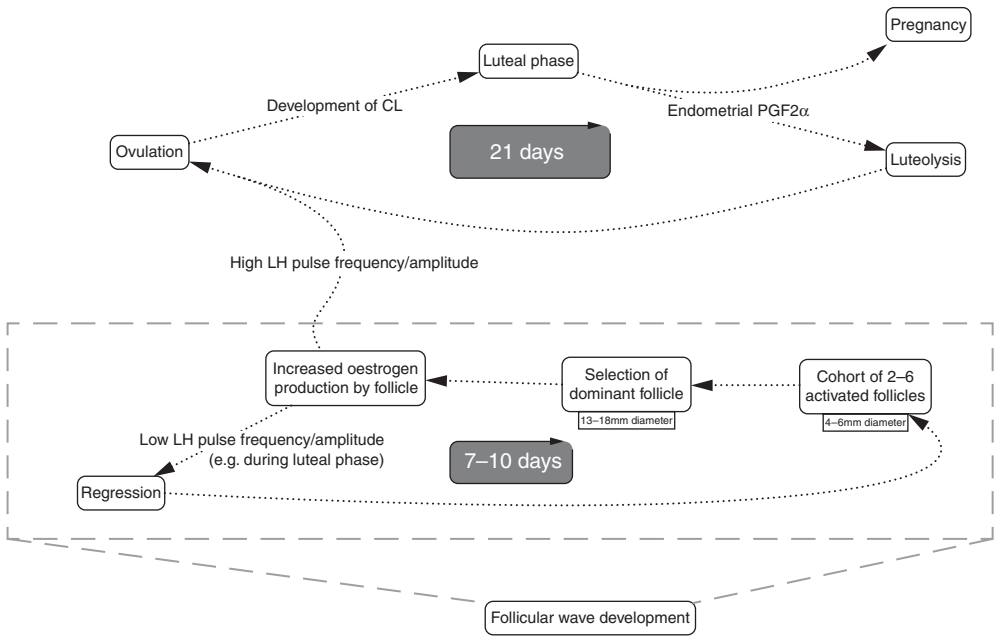 Pregnancy
Luteal phase
Development of CL
Endometrial PGF2α
Ovulation
21 days
Luteolysis
High LH pulse frequency/amplitude
Increased oestrogen
production by follicle
Selection of
dominant follicle
13–18mm diameter
Cohort of 2–6
activated follicles
4–6mm diameter
Low LH pulse frequency/amplitude
(e.g. during luteal phase)
7–10 days
Regression
Follicular wave development